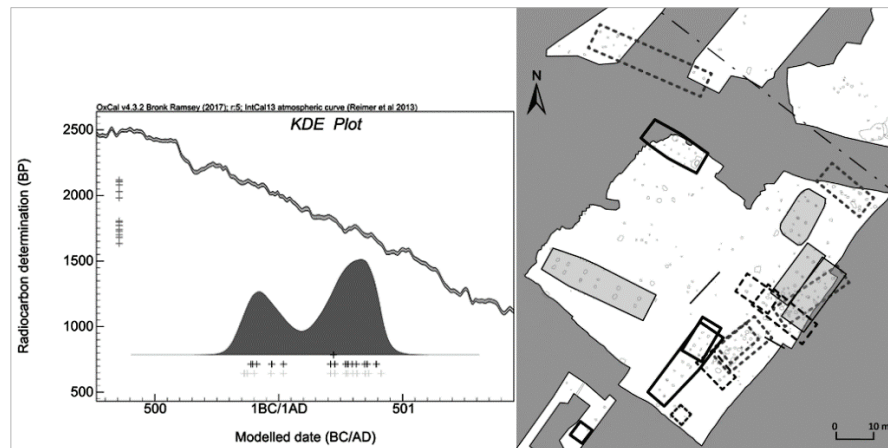 OxCal v4.3.2 Bronk Ramsey (2017); r:5; IntCal13 atmospheric curve (Reimer et al 2013)
KDE Plot
Radiocarbon determination (BP)
2500
2000
1500
1000
500
500
1BC/1AD
501
Modelled date (BC/AD)
N
0
10 m